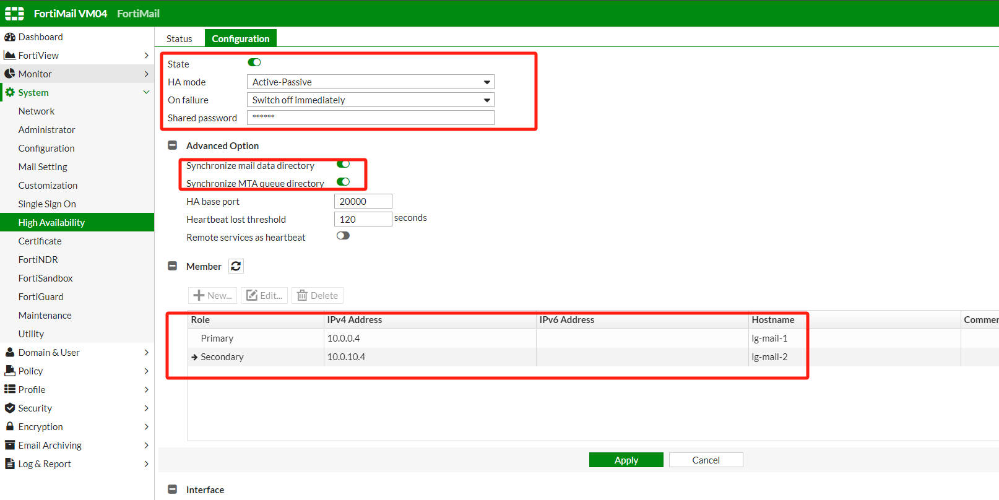 FortiMail VM04 FortiMail
Dashboard
FortiView
Monitor
System
Network
Administrator
Configuration
Mail Setting
Customization
Single Sign On
High Availability
Certificate
FortiNDR
FortiSandbox
FortiGuard
Maintenance
Utility
Domain & User
Policy
Profile
Security
Encryption
Email Archiving
Log & Report
Status Configuration
State
HA mode Active-Passive
On failure Switch off immediately
Shared password ******
Advanced Option
Synchronize mail data directory
Synchronize MTA queue directory
HA base port 20000
Heartbeat lost threshold 120 seconds
Remote services as heartbeat
Member
New... Edit... Delete
Role IPv4 Address IPv6 Address Hostname Commen
Primary 10.0.0.4 lg-mail-1
Secondary 10.0.10.4 lg-mail-2
Apply Cancel
Interface